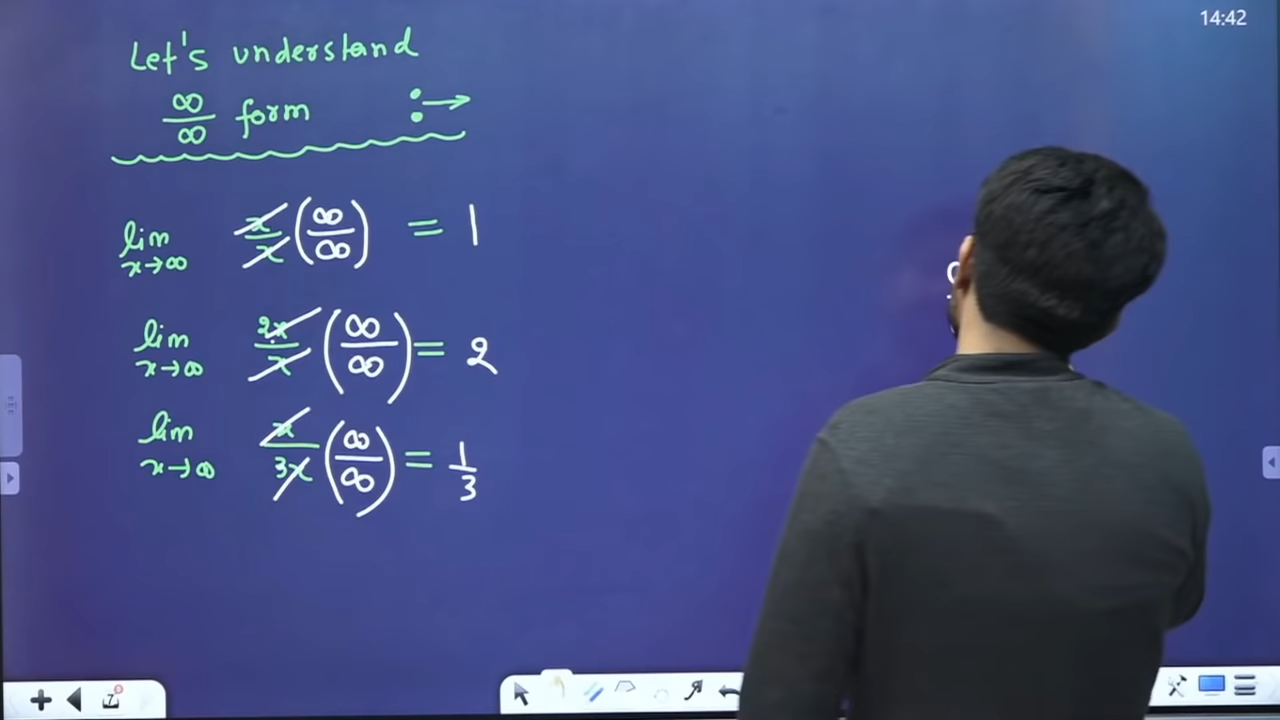 14:42
Let's understand
∞/∞ form :→
lim x→∞ x/x (∞/∞) = 1
lim x→∞ 2x/x (∞/∞) = 2
lim x→∞ x/3x (∞/∞) = 1/3